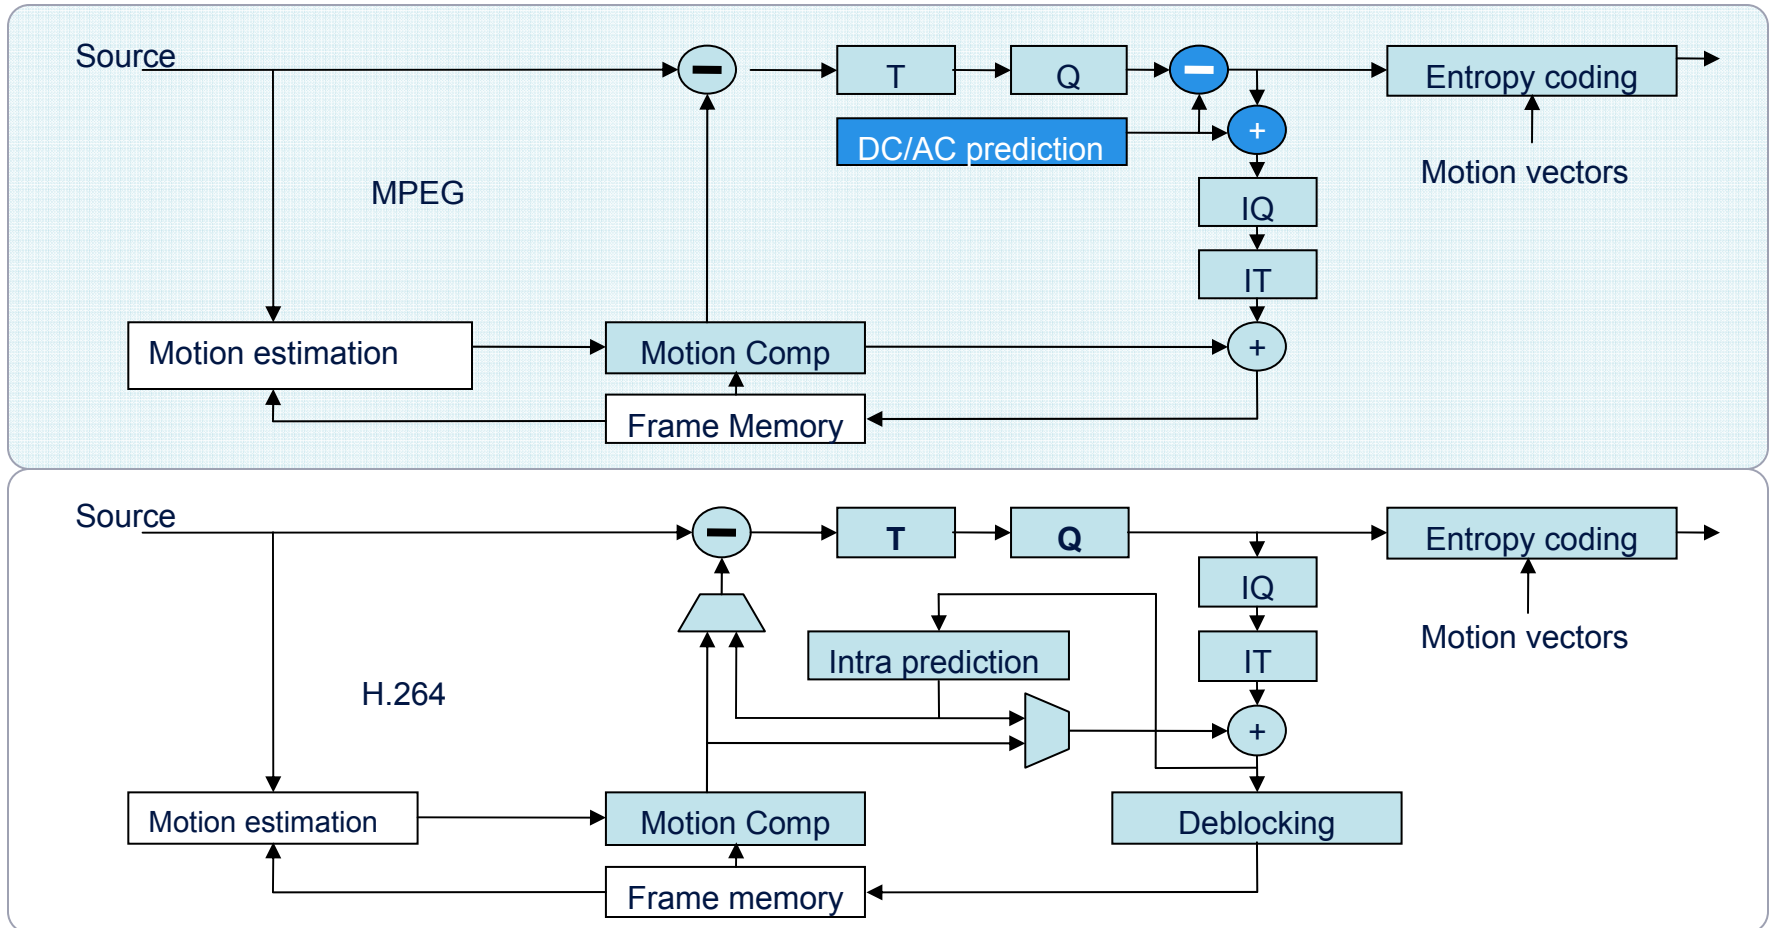 Source
T
Q
Entropy coding
+
DC/AC prediction
Motion vectors
MPEG
IQ
IT
Motion estimation
Motion Comp
+
Frame Memory
Source
T
Q
Entropy coding
IQ
Motion vectors
Intra prediction
IT
H.264
+
Motion estimation
Motion Comp
Deblocking
Frame memory